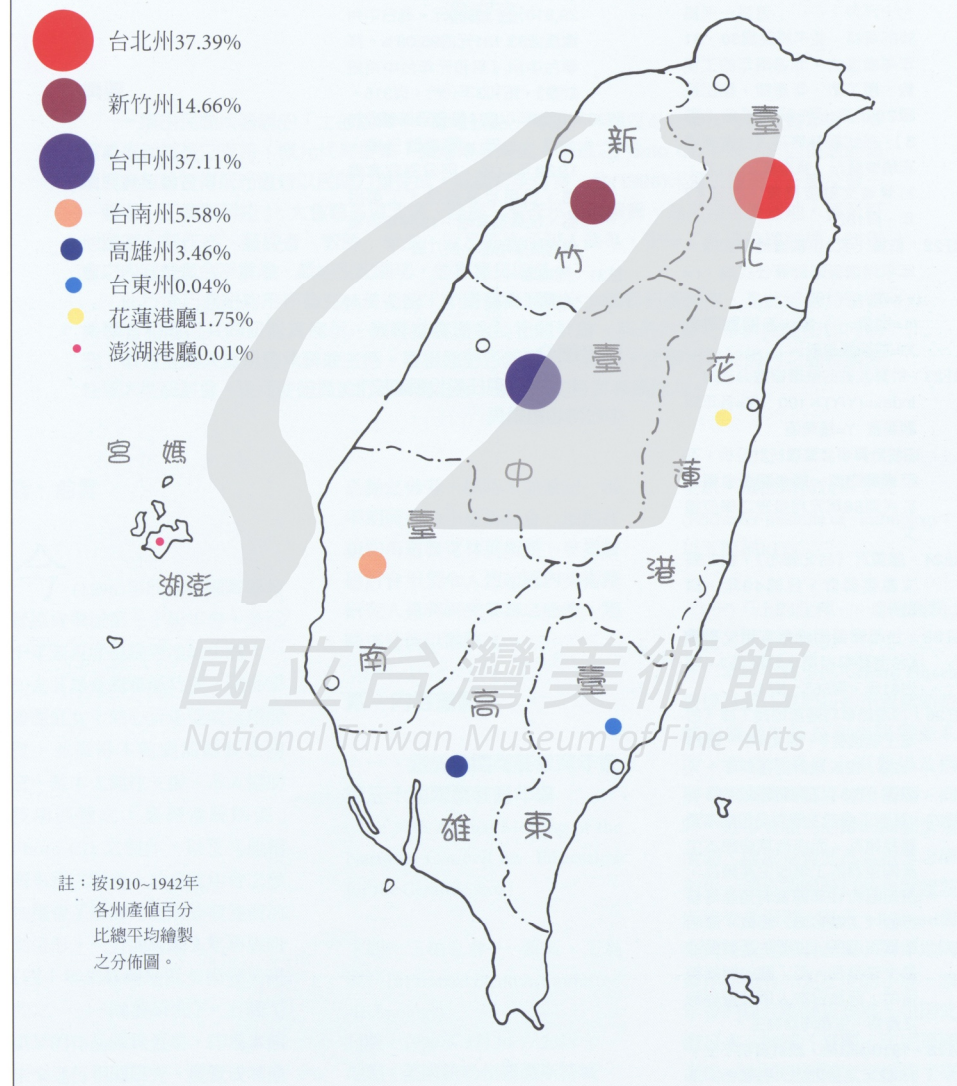 台北州37.39%
新竹州14.66%
台中州37.11%
台南州5.58%
高雄州3.46%
台東州0.04%
花蓮港廳1.75%
澎湖港廳0.01%
新竹
臺北
臺中
花蓮港
宮媽
湖澎
臺南
高雄
臺東
國立台灣美術館
National Taiwan Museum of Fine Arts
註：按1910~1942年
各州產值百分
比總平均繪製
之分佈圖。